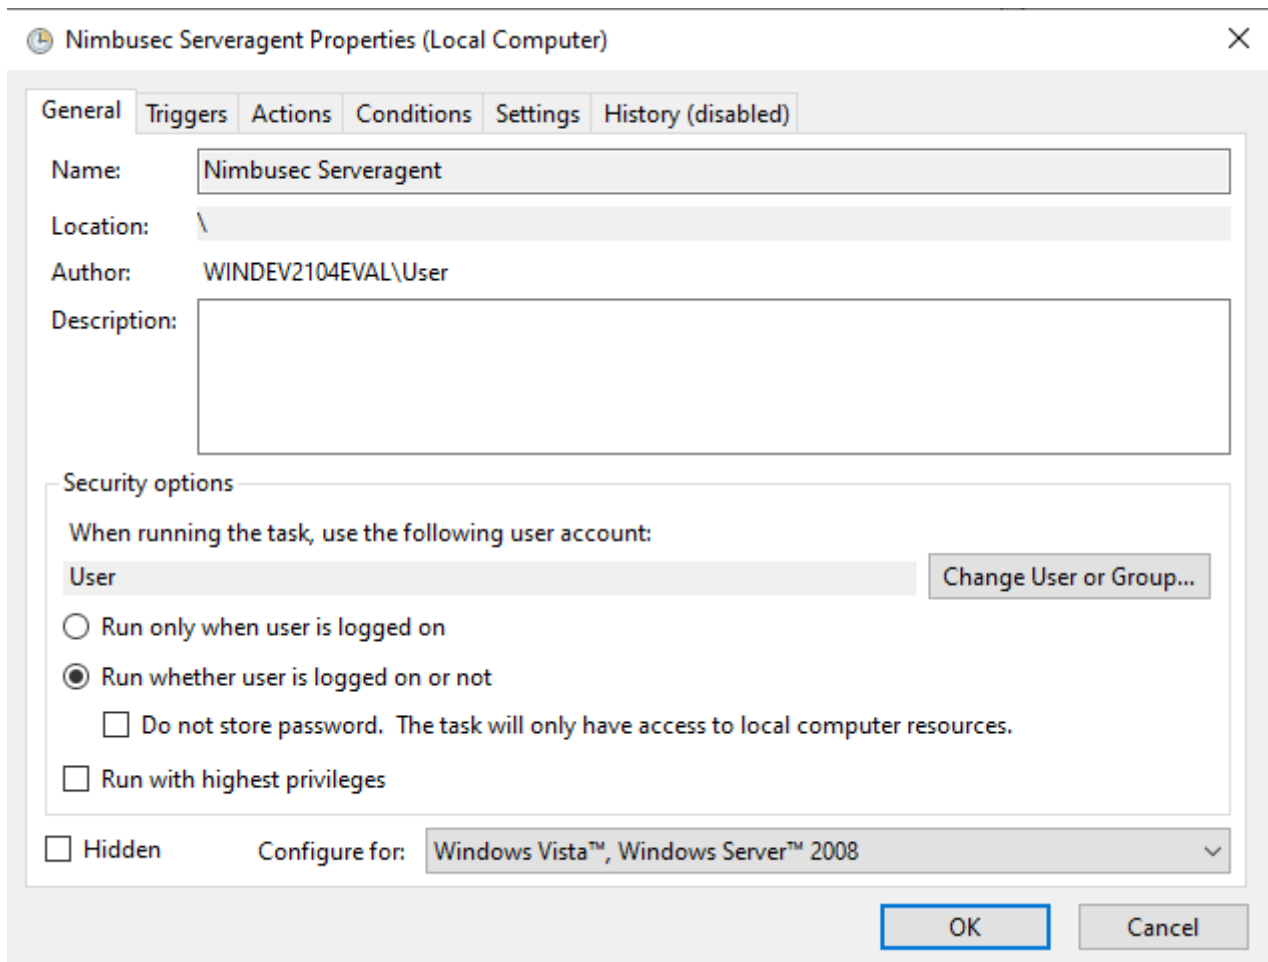 Nimbusec Serveragent Properties (Local Computer)
General Triggers Actions Conditions Settings History (disabled)
Name: Nimbusec Serveragent
Location: \
Author: WINDEV2104EVAL\User
Description:
Security options
When running the task, use the following user account:
User Change User or Group...
Run only when user is logged on
Run whether user is logged on or not
Do not store password. The task will only have access to local computer resources.
Run with highest privileges
Hidden Configure for: Windows Vista™, Windows Server™ 2008
OK Cancel